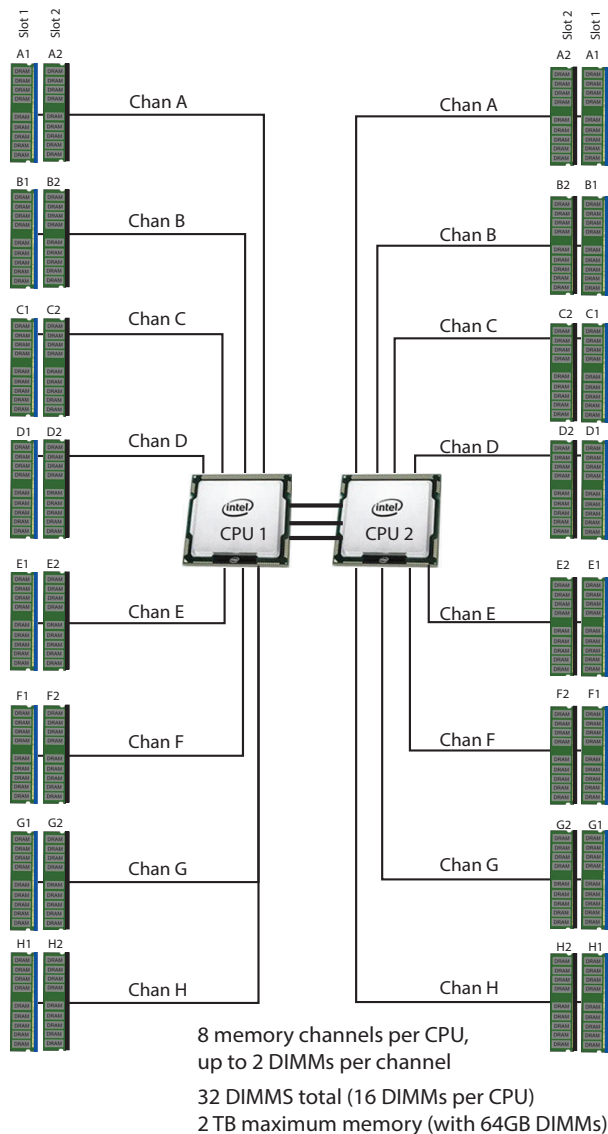 Slot 1
Slot 2
Slot 2
Slot 1
A1 A2
A2 A1
DRAM
Chan A
Chan A
B1 B2
B2 B1
Chan B
Chan B
C1 C2
C2 C1
Chan C
Chan C
D1 D2
D2 D1
Chan D
Chan D
intel
CPU 1
intel
CPU 2
E1 E2
E2 E1
Chan E
Chan E
F1 F2
F2 F1
Chan F
Chan F
G1 G2
G2 G1
Chan G
Chan G
H1 H2
H2 H1
Chan H
Chan H
8 memory channels per CPU,
up to 2 DIMMs per channel
32 DIMMS total (16 DIMMs per CPU)
2 TB maximum memory (with 64GB DIMMs)